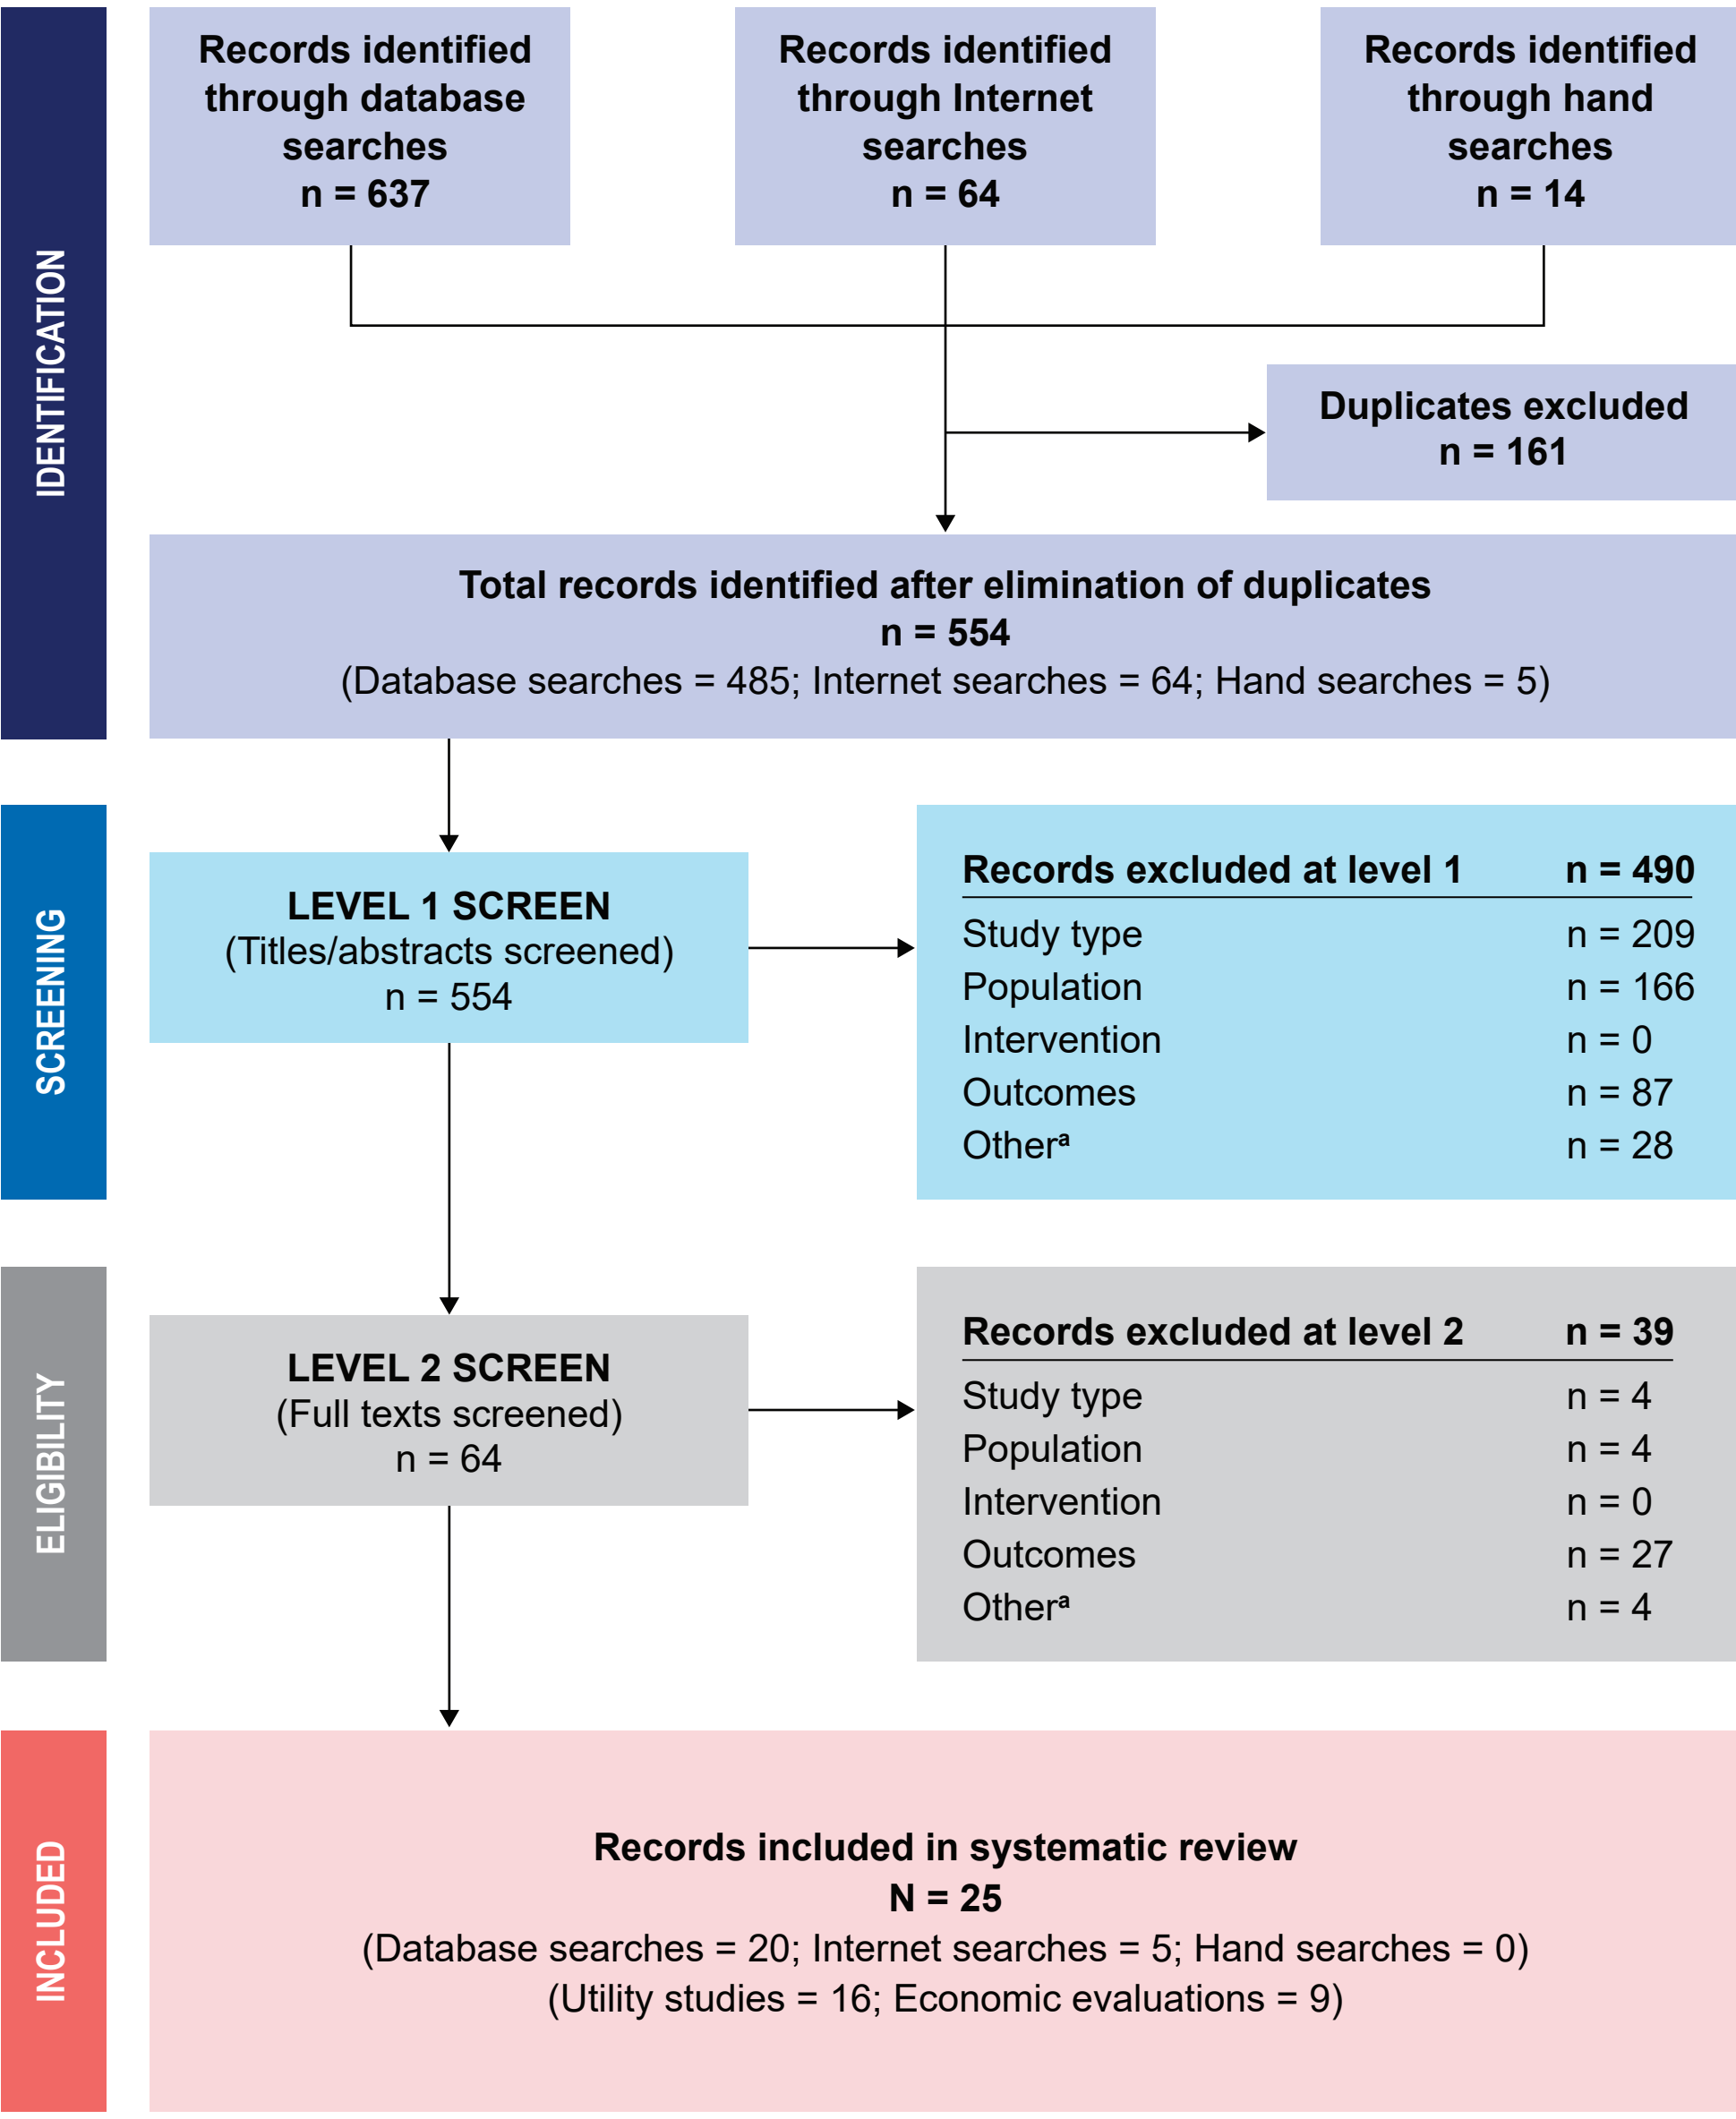 IDENTIFICATION
Records identified
through database
searches
n = 637
Records identified
through Internet
searches
n = 64
Records identified
through hand
searches
n = 14
Duplicates excluded
n = 161
Total records identified after elimination of duplicates
n = 554
(Database searches = 485; Internet searches = 64; Hand searches = 5)
SCREENING
LEVEL 1 SCREEN
(Titles/abstracts screened)
n = 554
Records excluded at level 1 n = 490
Study type n = 209
Population n = 166
Intervention n = 0
Outcomes n = 87
Otherᵃ n = 28
ELIGIBILITY
LEVEL 2 SCREEN
(Full texts screened)
n = 64
Records excluded at level 2 n = 39
Study type n = 4
Population n = 4
Intervention n = 0
Outcomes n = 27
Otherᵃ n = 4
INCLUDED
Records included in systematic review
N = 25
(Database searches = 20; Internet searches = 5; Hand searches = 0)
(Utility studies = 16; Economic evaluations = 9)